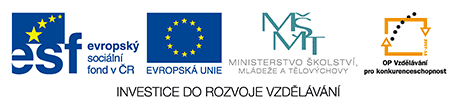 esf
evropský
sociální
fond v ČR
EVROPSKÁ UNIE
MŠMT
MINISTERSTVO ŠKOLSTVÍ,
MLÁDEŽE A TĚLOVÝCHOVY
OP Vzdělávání
pro konkurenceschopnost
INVESTICE DO ROZVOJE VZDĚLÁVÁNÍ